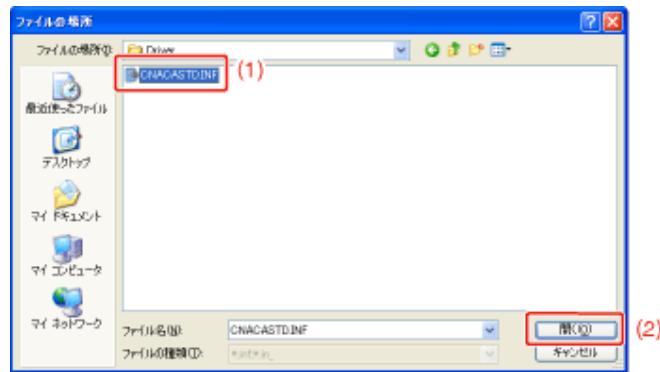 ファイルの場所
ファイルの場所(I):
Driver
CNACASTD.INF
(1)
最近使ったファイル
デスクトップ
マイ ドキュメント
マイ コンピュータ
マイ ネットワーク
ファイル名(N):
CNACASTD.INF
開く(O)
(2)
ファイルの種類(T):
キャンセル